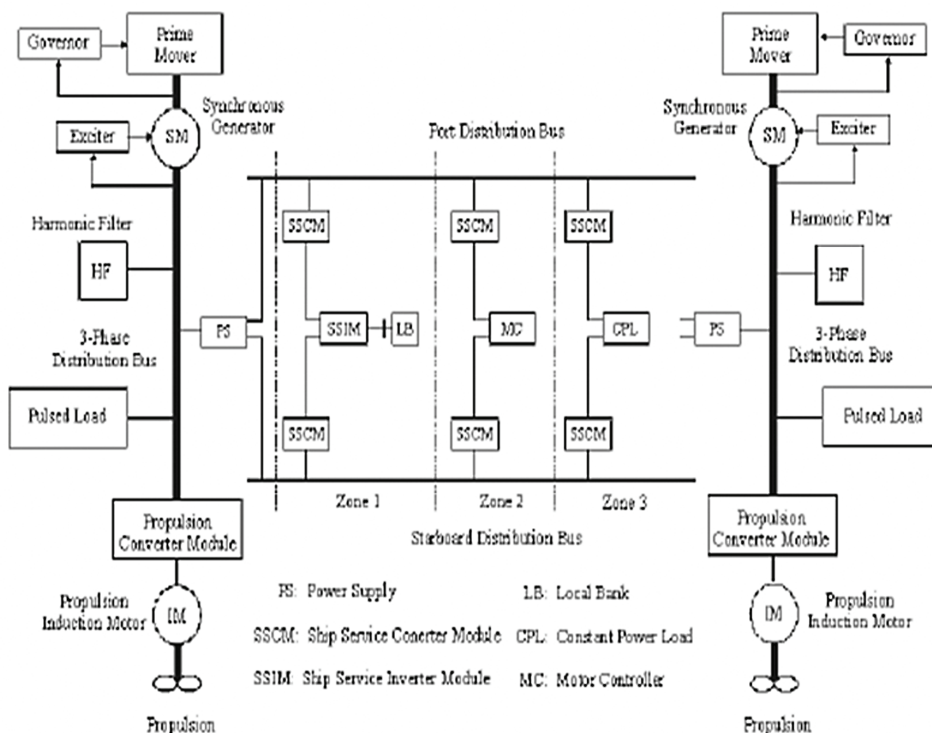 Prime
Mover
Governor
Synchronous
Generator
Exciter
SM
Harmonic Filter
HF
3-Phase
Distribution Bus
PS
Pulsed Load
Propulsion
Converter Module
Propulsion
Induction Motor
IM
Propulsion
Port Distribution Bus
SSCM
SSCM
SSCM
SSIM
LB
MC
CPL
SSCM
SSCM
SSCM
Zone 1
Zone 2
Zone 3
Starboard Distribution Bus
PS: Power Supply
LB: Local Bank
SSCM: Ship Service Conerter Module
CPL: Constant Power Load
SSIM: Ship Service Inverter Module
MC: Motor Controller
Prime
Mover
Governor
Synchronous
Generator
SM
Exciter
Harmonic Filter
HF
PS
3-Phase
Distribution Bus
Pulsed Load
Propulsion
Converter Module
IM
Propulsion
Induction Motor
Propulsion